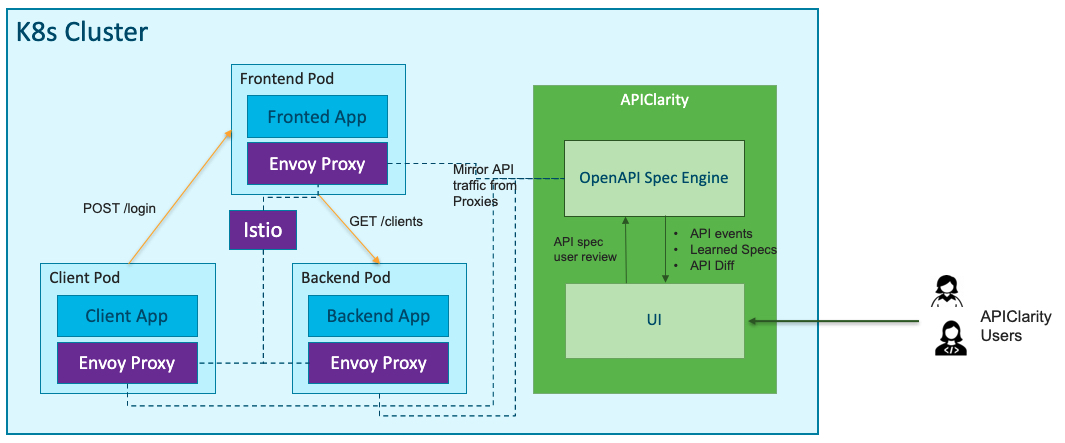 K8s Cluster
Frontend Pod
Fronted App
Envoy Proxy
POST /login
Istio
GET /clients
Client Pod
Client App
Envoy Proxy
Backend Pod
Backend App
Envoy Proxy
Mirror API
traffic from
Proxies
APIClarity
OpenAPI Spec Engine
API spec
user review
• API events
• Learned Specs
• API Diff
UI
APIClarity
Users